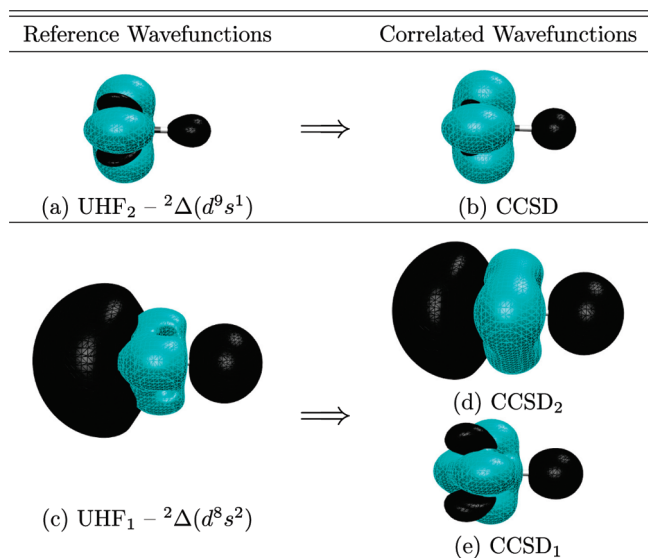 Reference Wavefunctions Correlated Wavefunctions
⟹
(a) UHF₂ – ²Δ(d⁹s¹) (b) CCSD
(d) CCSD₂
⟹
(c) UHF₁ – ²Δ(d⁸s²)
(e) CCSD₁